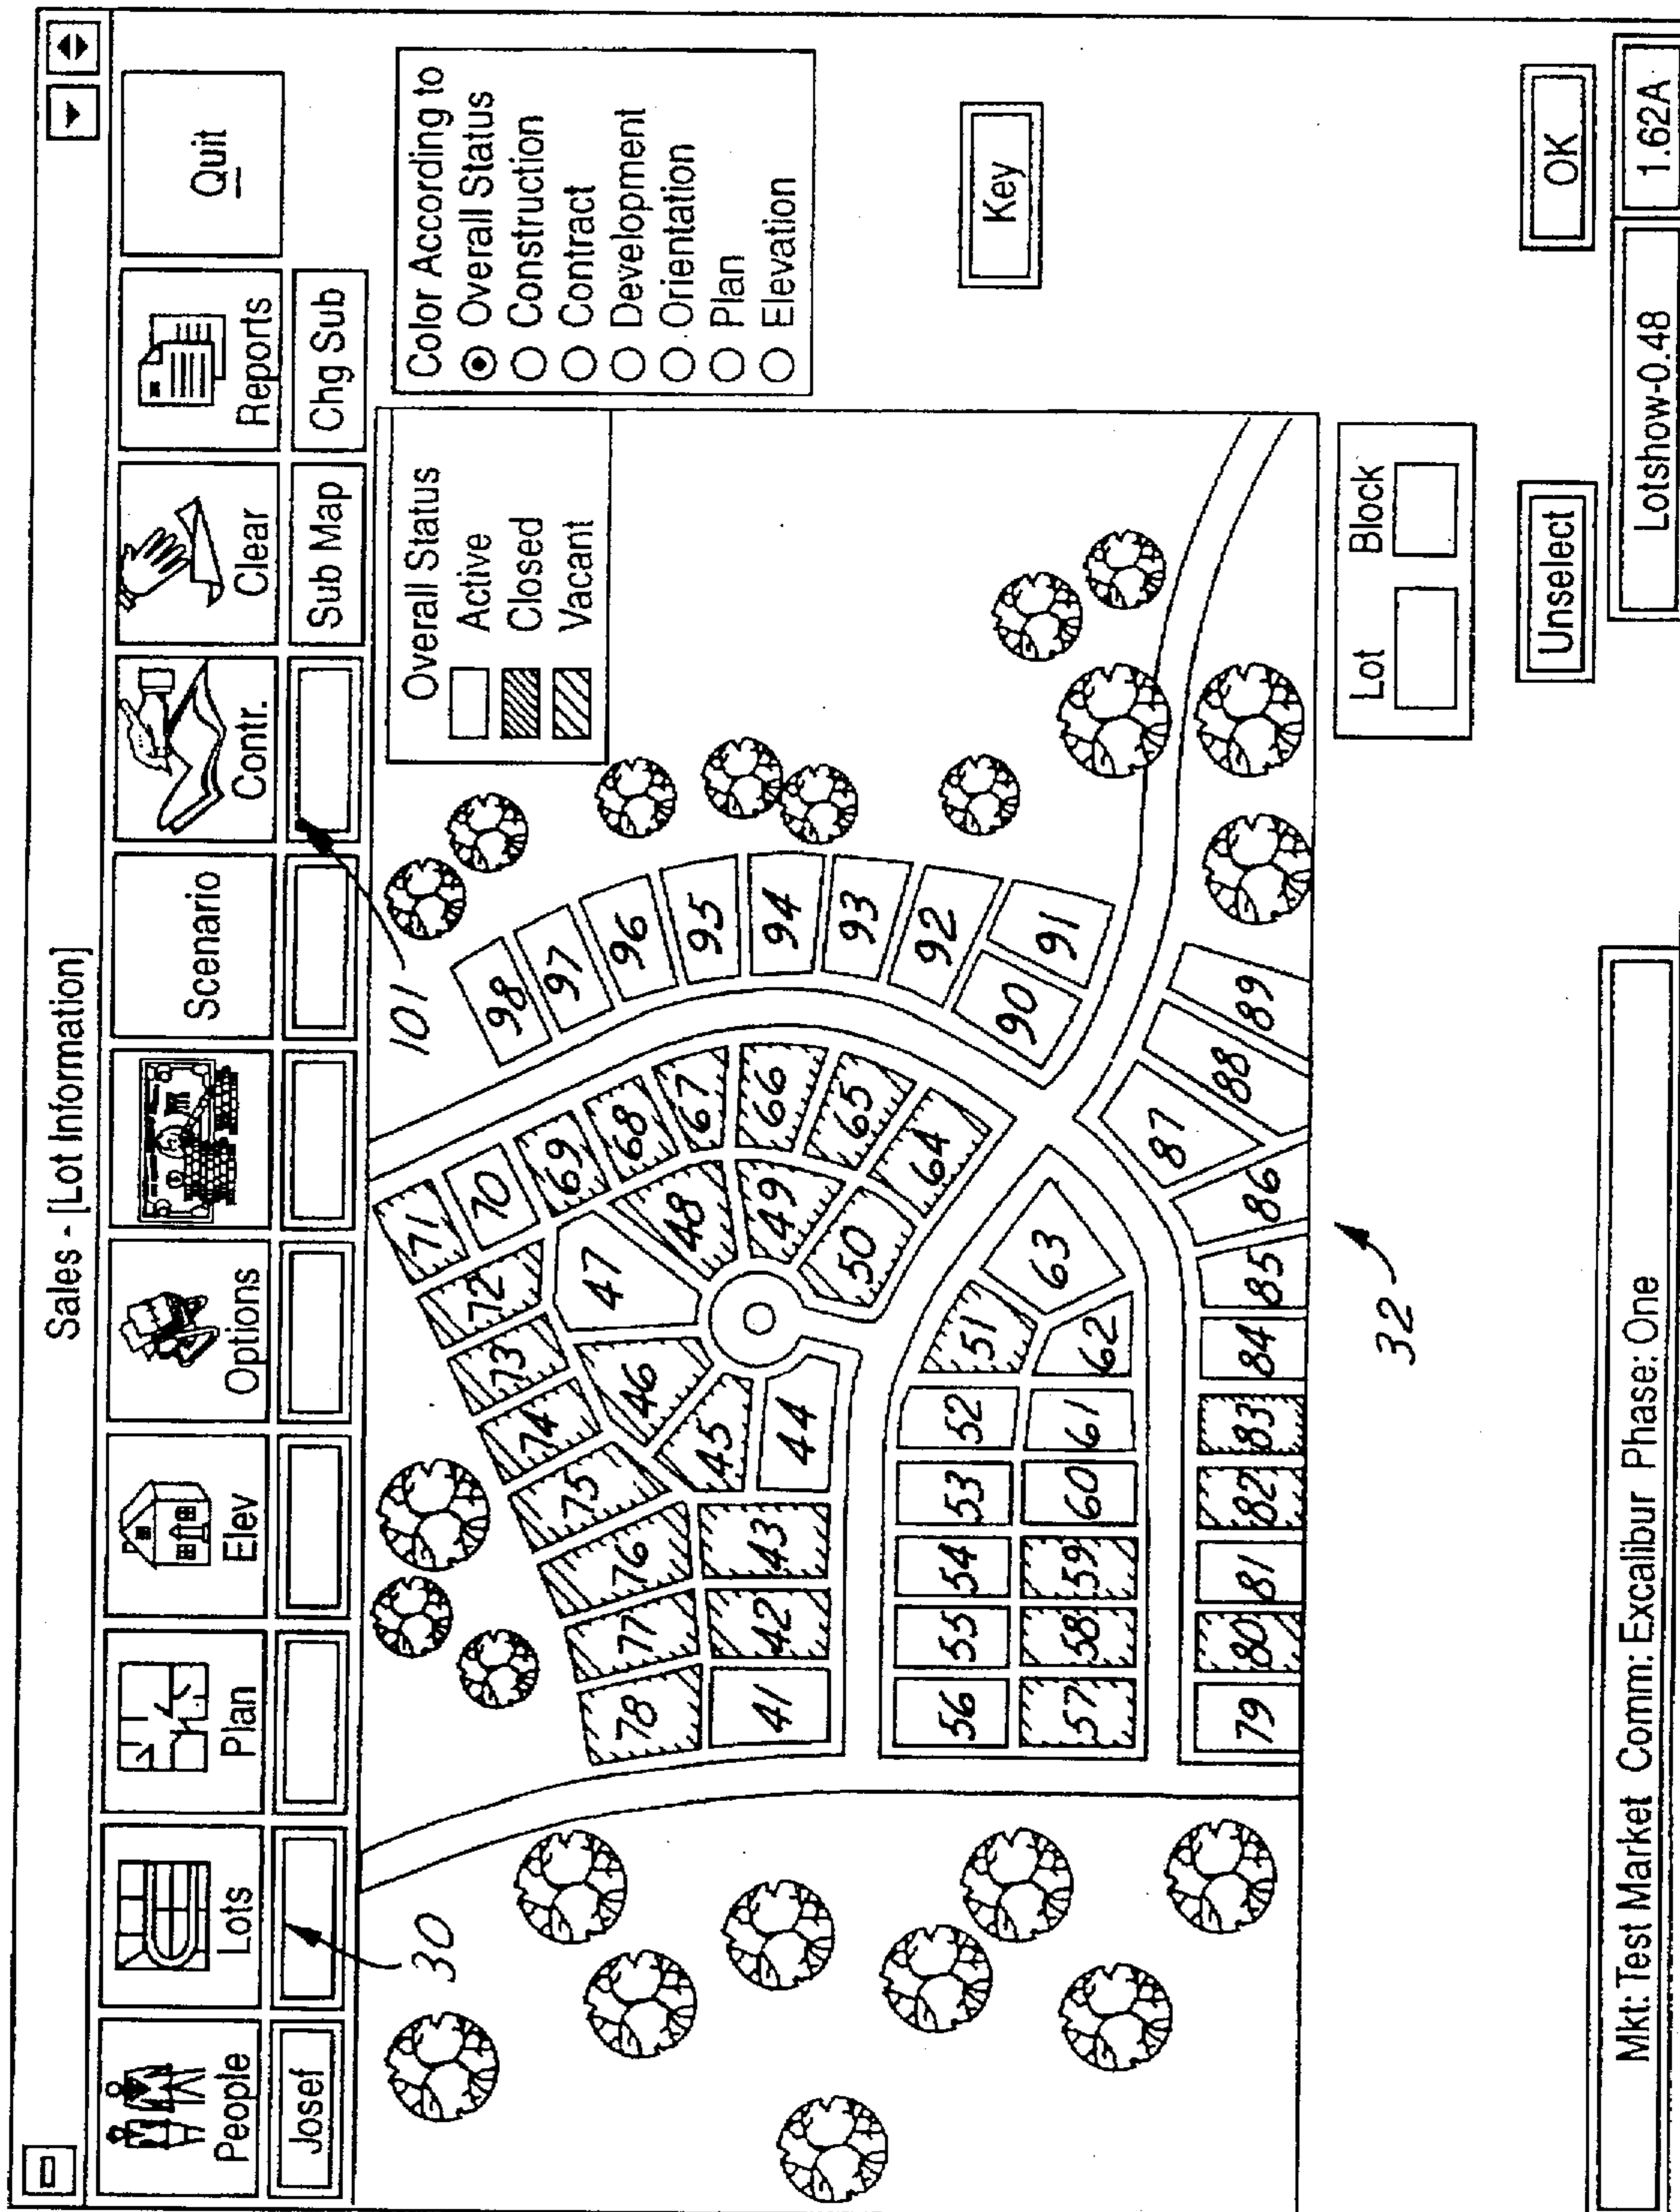 Sales - [Lot Information]
People
Lots
Plan
Elev
Options
Scenario
Contr.
Clear
Reports
Quit
Josef
Sub Map
Chg Sub
30
101
Overall Status
Active
Closed
Vacant
Color According to
Overall Status
Construction
Contract
Development
Orientation
Plan
Elevation
Key
78
77
76
75
74
73
72
71
70
69
68
67
66
65
64
98
97
96
95
94
93
92
91
90
41
42
43
44
45
46
47
48
49
50
56
55
54
53
52
51
63
57
58
59
60
61
62
79
80
81
82
83
84
85
86
87
88
89
32
Lot Block
Unselect
OK
Mkt: Test Market Comm: Excalibur Phase: One
Lotshow-0.48
1.62A